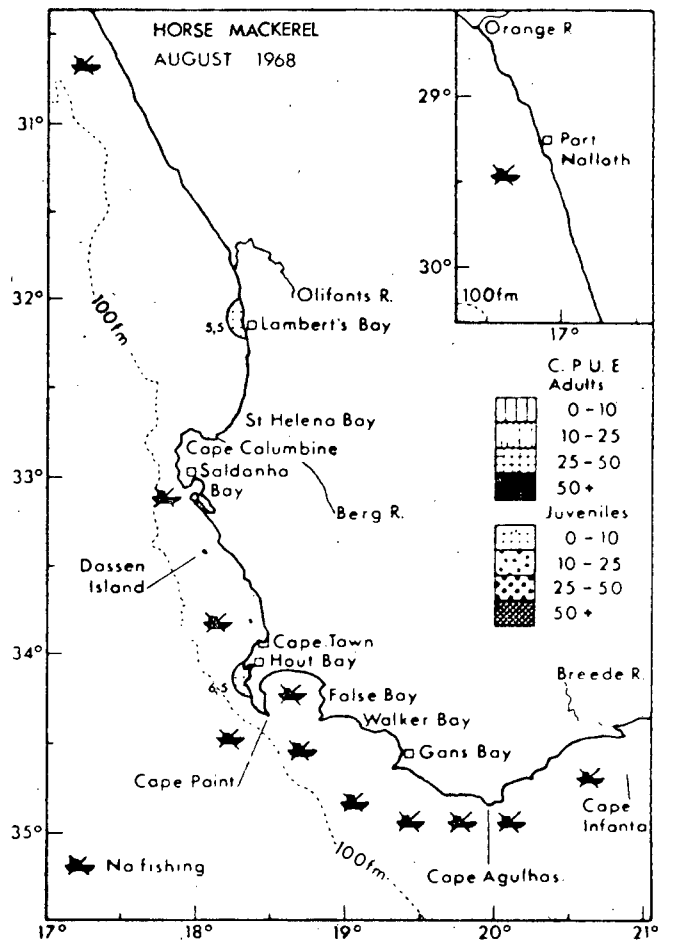 HORSE MACKEREL
AUGUST 1968
Orange R
29°
Port
Nolloth
30°
100fm
17°
31°
32°
33°
34°
35°
100fm
Olifants R.
5,5
Lambert's Bay
St Helena Bay
Cape Columbine
Saldanha
Bay
Berg R.
Dassen
Island
Cape Town
Hout Bay
6,5
False Bay
Walker Bay
Gans Bay
Cape Point
Breede R.
Cape
Infanta
Cape Agulhas
100fm
No fishing
C. P. U. E
Adults
0-10
10-25
25-50
50+
Juveniles
0-10
10-25
25-50
50+
17°
18°
19°
20°
21°